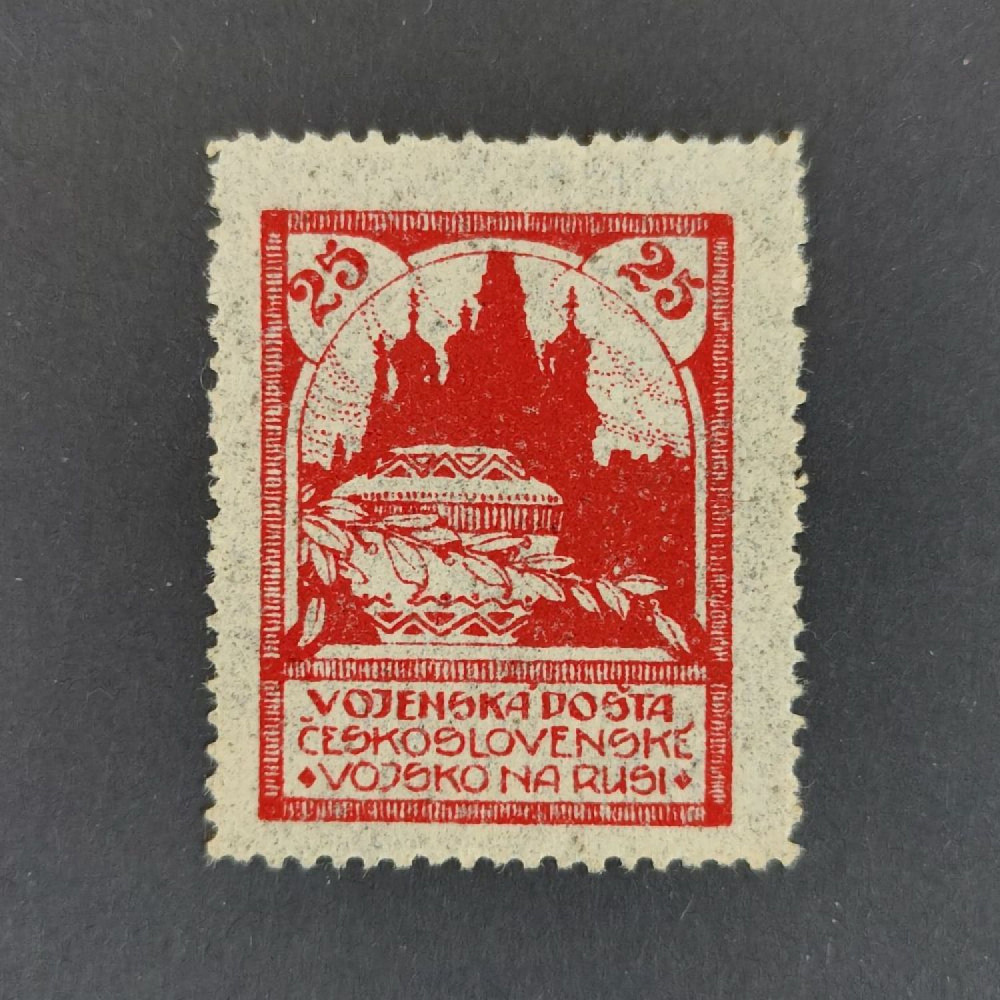 25 25
VOJENSKÁ POŠTA
ČESKOSLOVENSKÉ
VOJSKO NA RUSI